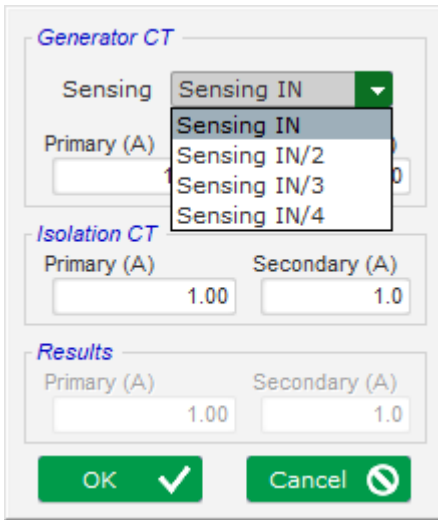 Generator CT
Sensing Sensing IN
Sensing IN
Primary (A)
Sensing IN/2
Sensing IN/3
Sensing IN/4
Isolation CT
Primary (A) Secondary (A)
1.00 1.0
Results
Primary (A) Secondary (A)
1.00 1.0
OK Cancel